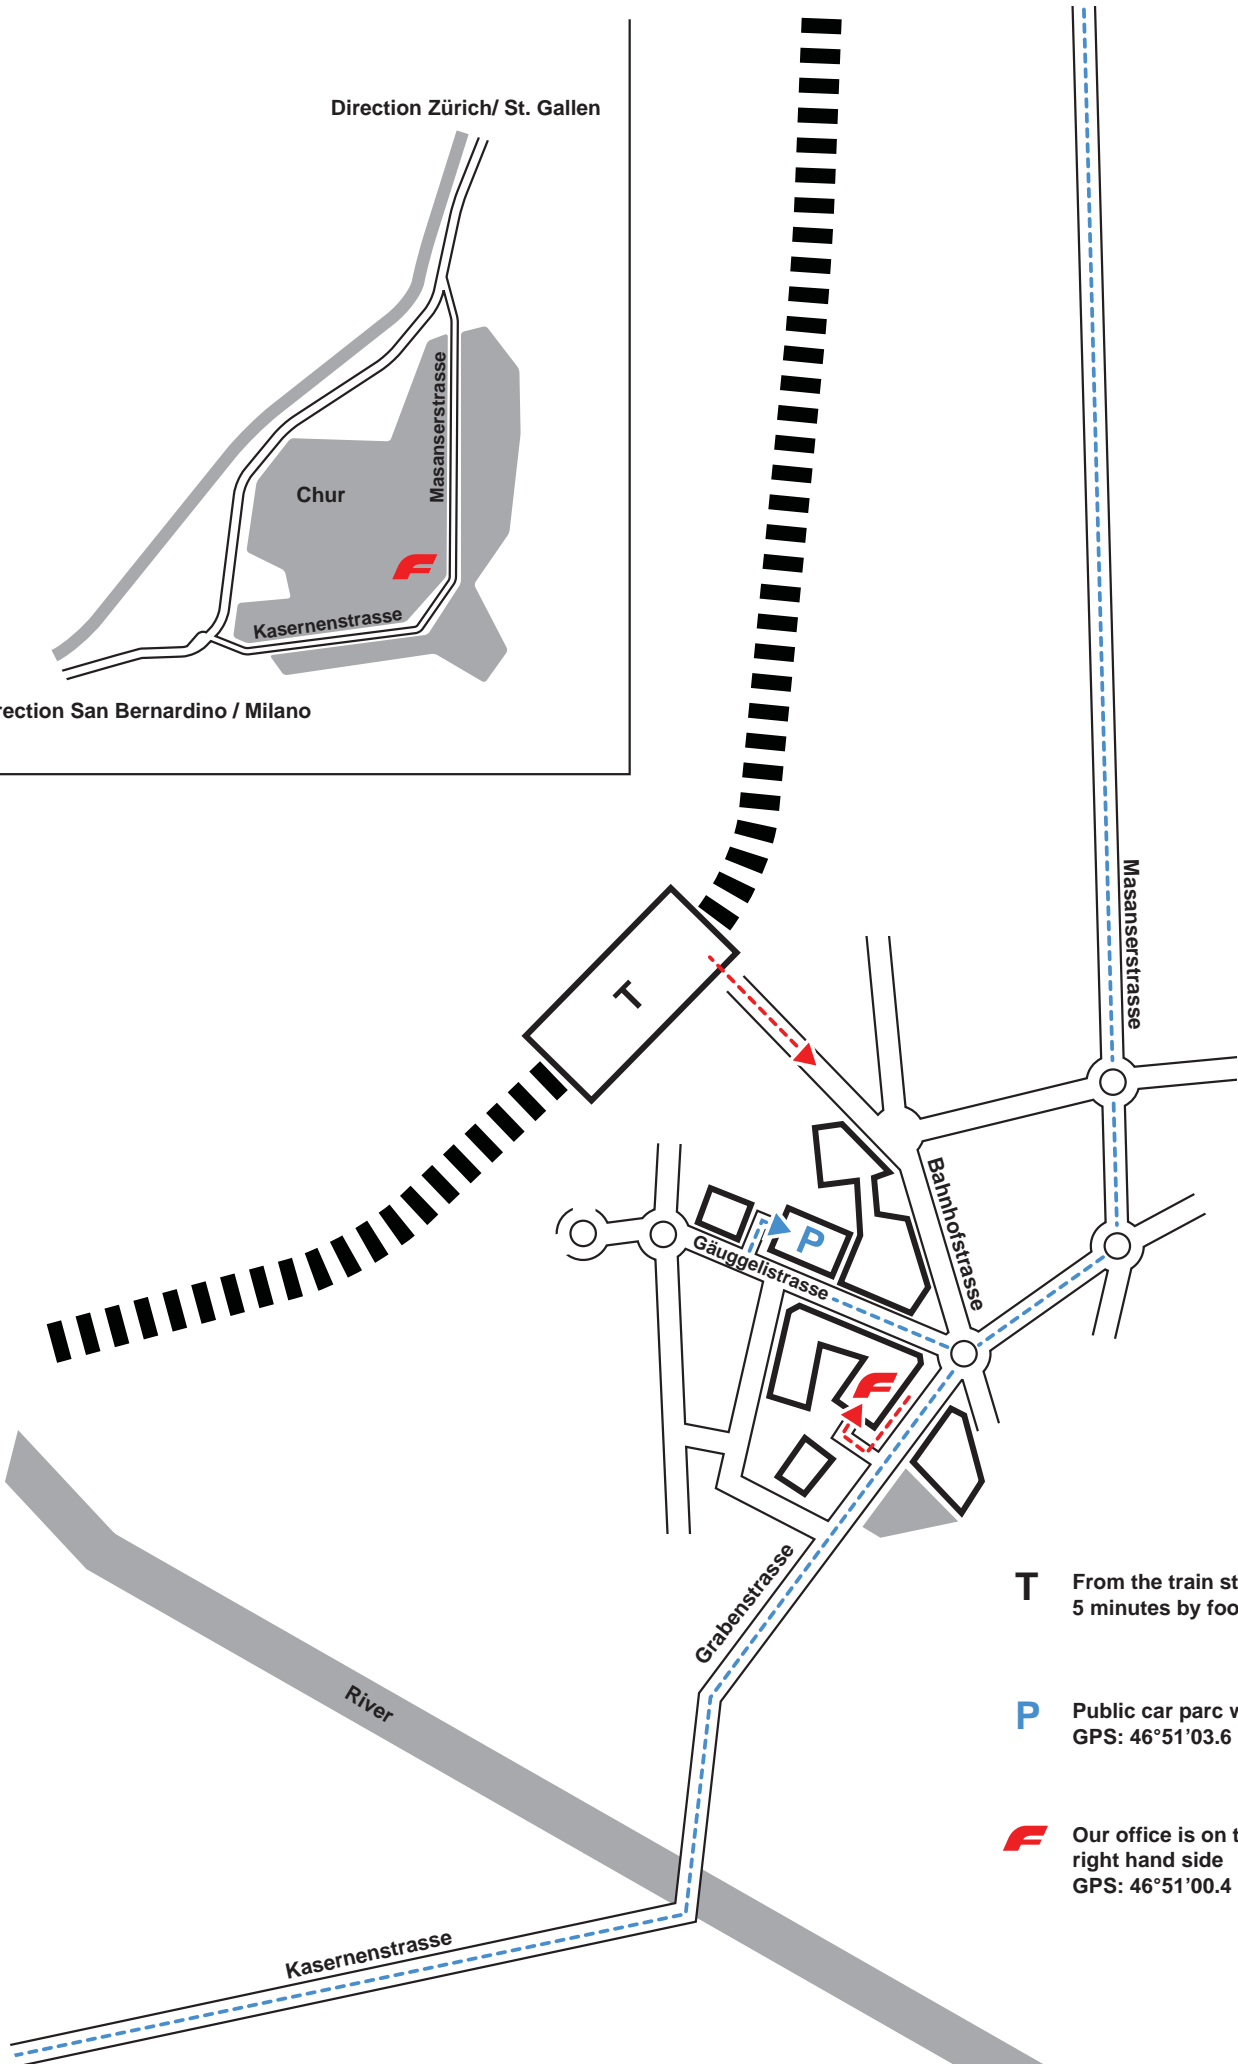 Direction Zürich/ St. Gallen
Masanserstrasse
Chur
Kasernenstrasse
rection San Bernardino / Milano
Masanserstrasse
T
Bahnhofstrasse
P
Gäuggelistrasse
F
Grabenstrasse
River
Kasernenstrasse
T From the train st
5 minutes by foo
P Public car parc w
GPS: 46°51’03.6
F Our office is on t
right hand side
GPS: 46°51’00.4